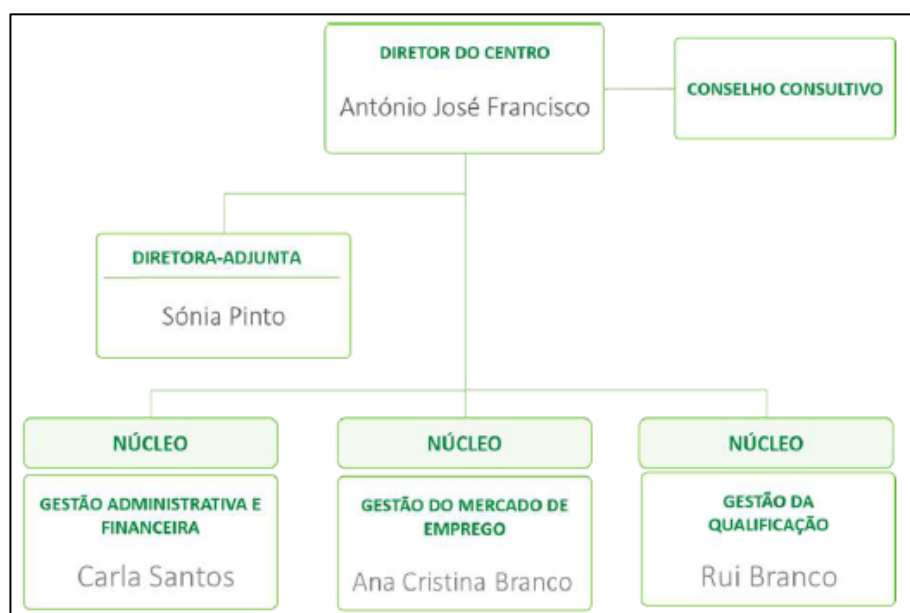 DIRETOR DO CENTRO
António José Francisco
CONSELHO CONSULTIVO
DIRETORA-ADJUNTA
Sónia Pinto
NÚCLEO
GESTÃO ADMINISTRATIVA E
FINANCEIRA
Carla Santos
NÚCLEO
GESTÃO DO MERCADO DE
EMPREGO
Ana Cristina Branco
NÚCLEO
GESTÃO DA
QUALIFICAÇÃO
Rui Branco